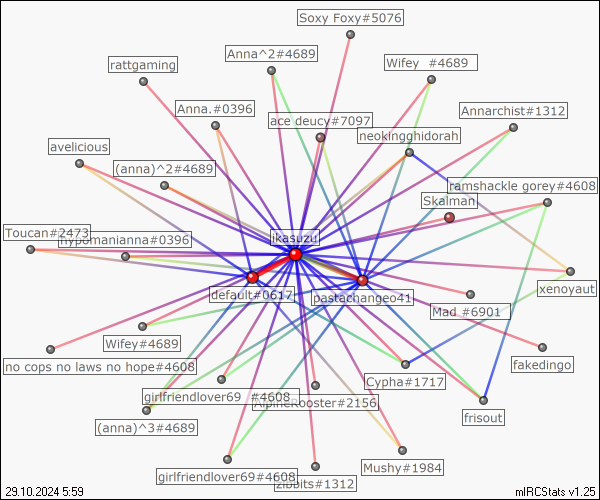 Soxy Foxy#5076
Anna^2#4689
rattgaming
Wifey #4689
Anna.#0396
Annarchist#1312
ace deucy#7097
neokingghidorah
avelicious
(anna)^2#4689
ramshackle gorey#4608
Skalman
Toucan#2473
hypomanianna#0396
ikasuzu
xenoyaut
default#0617
pastachangeo41
Mad #6901
Wifey#4689
no cops no laws no hope#4608
fakedingo
Cypha#1717
girlfriendlover69 #4608
AlpineRooster#2156
frisout
(anna)^3#4689
Mushy#1984
girlfriendlover69#4608
zibbits#1312
29.10.2024 5:59
mIRCStats v1.25